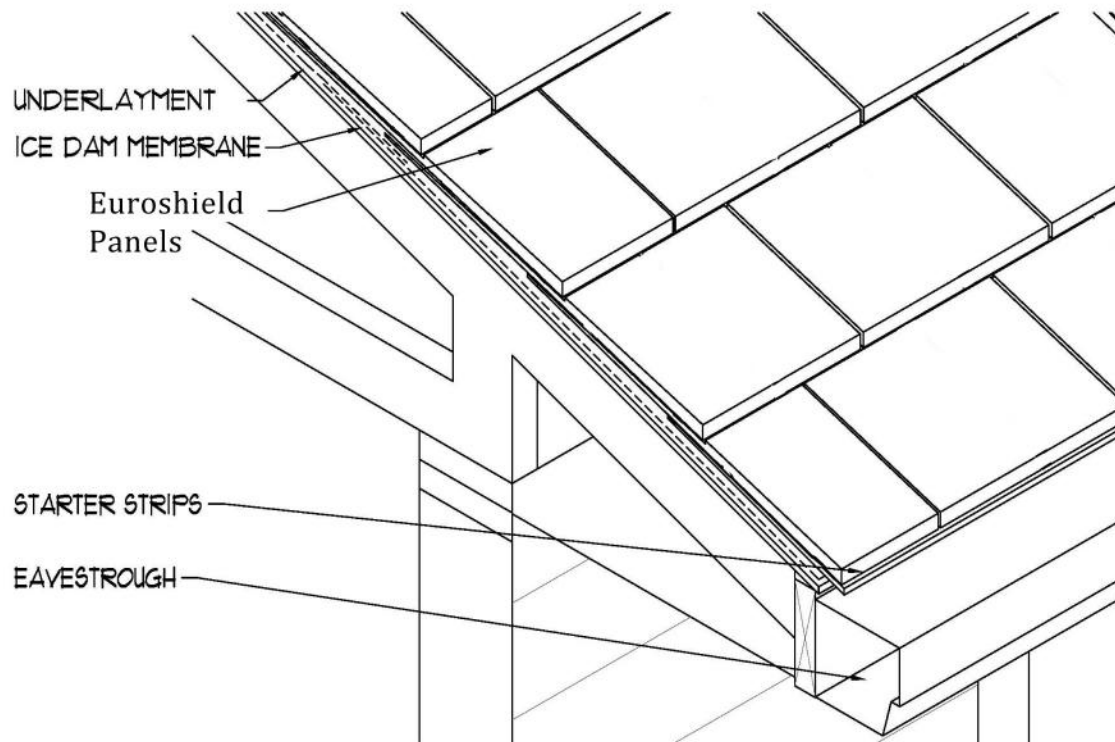 UNDERLAYMENT
ICE DAM MEMBRANE
Euroshield
Panels
STARTER STRIPS
EAVESTROUGH